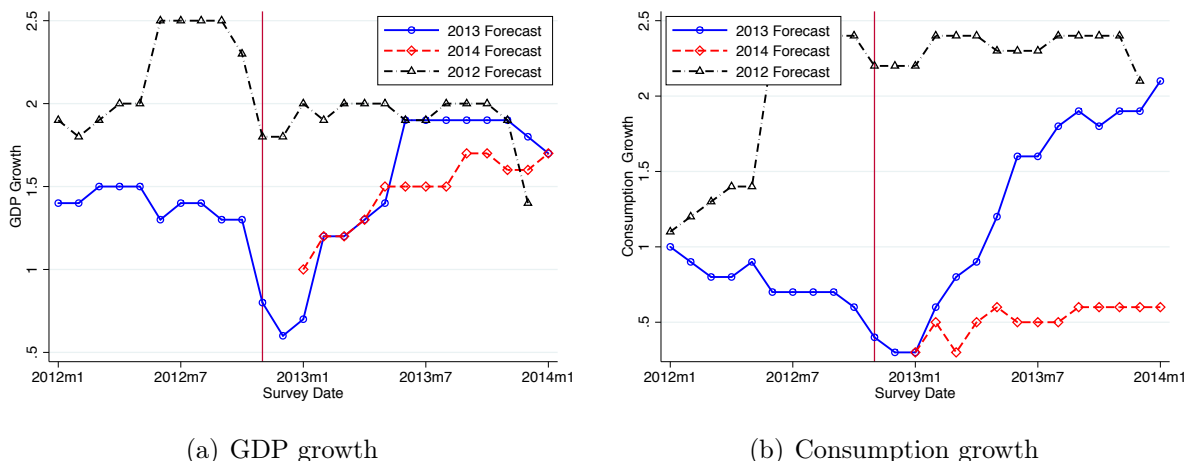 2.5
2
1.5
1
.5
GDP Growth
2013 Forecast
2014 Forecast
2012 Forecast
2012m1
2012m7
2013m1
2013m7
2014m1
Survey Date
(a) GDP growth
2.5
2
1.5
1
.5
Consumption Growth
2013 Forecast
2014 Forecast
2012 Forecast
2012m1
2012m7
2013m1
2013m7
2014m1
Survey Date
(b) Consumption growth